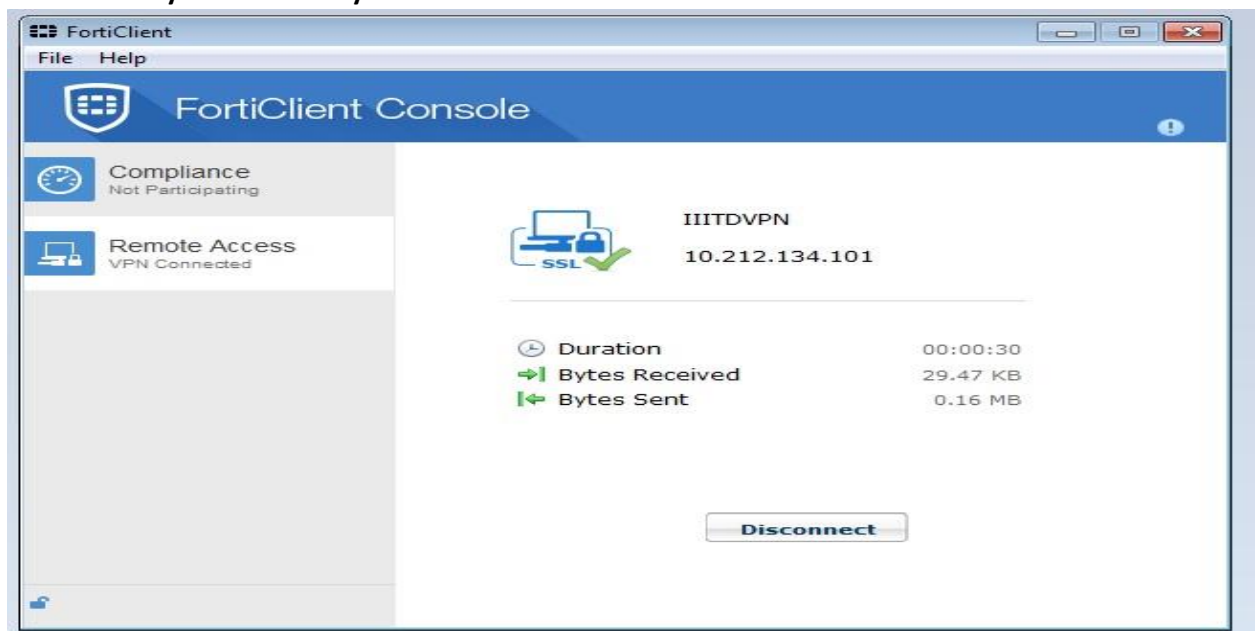 FortiClient
File Help
FortiClient Console
Compliance
Not Participating
Remote Access
VPN Connected
SSL
IIITDVPN
10.212.134.101
Duration 00:00:30
Bytes Received 29.47 KB
Bytes Sent 0.16 MB
Disconnect